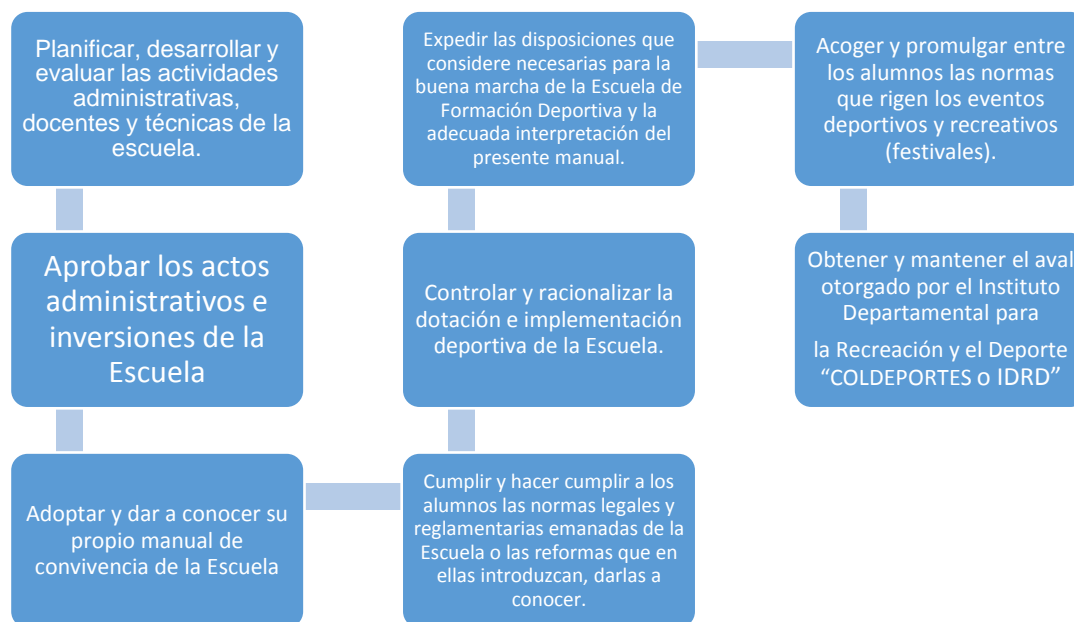 Planificar, desarrollar y
evaluar las actividades
administrativas,
docentes y técnicas de la
escuela.
Aprobar los actos
administrativos e
inversiones de la
Escuela
Adoptar y dar a conocer su
propio manual de
convivencia de la Escuela
Cumplir y hacer cumplir a los
alumnos las normas legales y
reglamentarias emanadas de la
Escuela o las reformas que en
ellas introduzcan, darlas a
conocer.
Controlar y racionalizar la
dotación e implementación
deportiva de la Escuela.
Expedir las disposiciones que
considere necesarias para la
buena marcha de la Escuela de
Formación Deportiva y la
adecuada interpretación del
presente manual.
Acoger y promulgar entre
los alumnos las normas
que rigen los eventos
deportivos y recreativos
(festivales).
Obtener y mantener el aval
otorgado por el Instituto
Departamental para
la Recreación y el Deporte
“COLDEPORTES o IDRD”